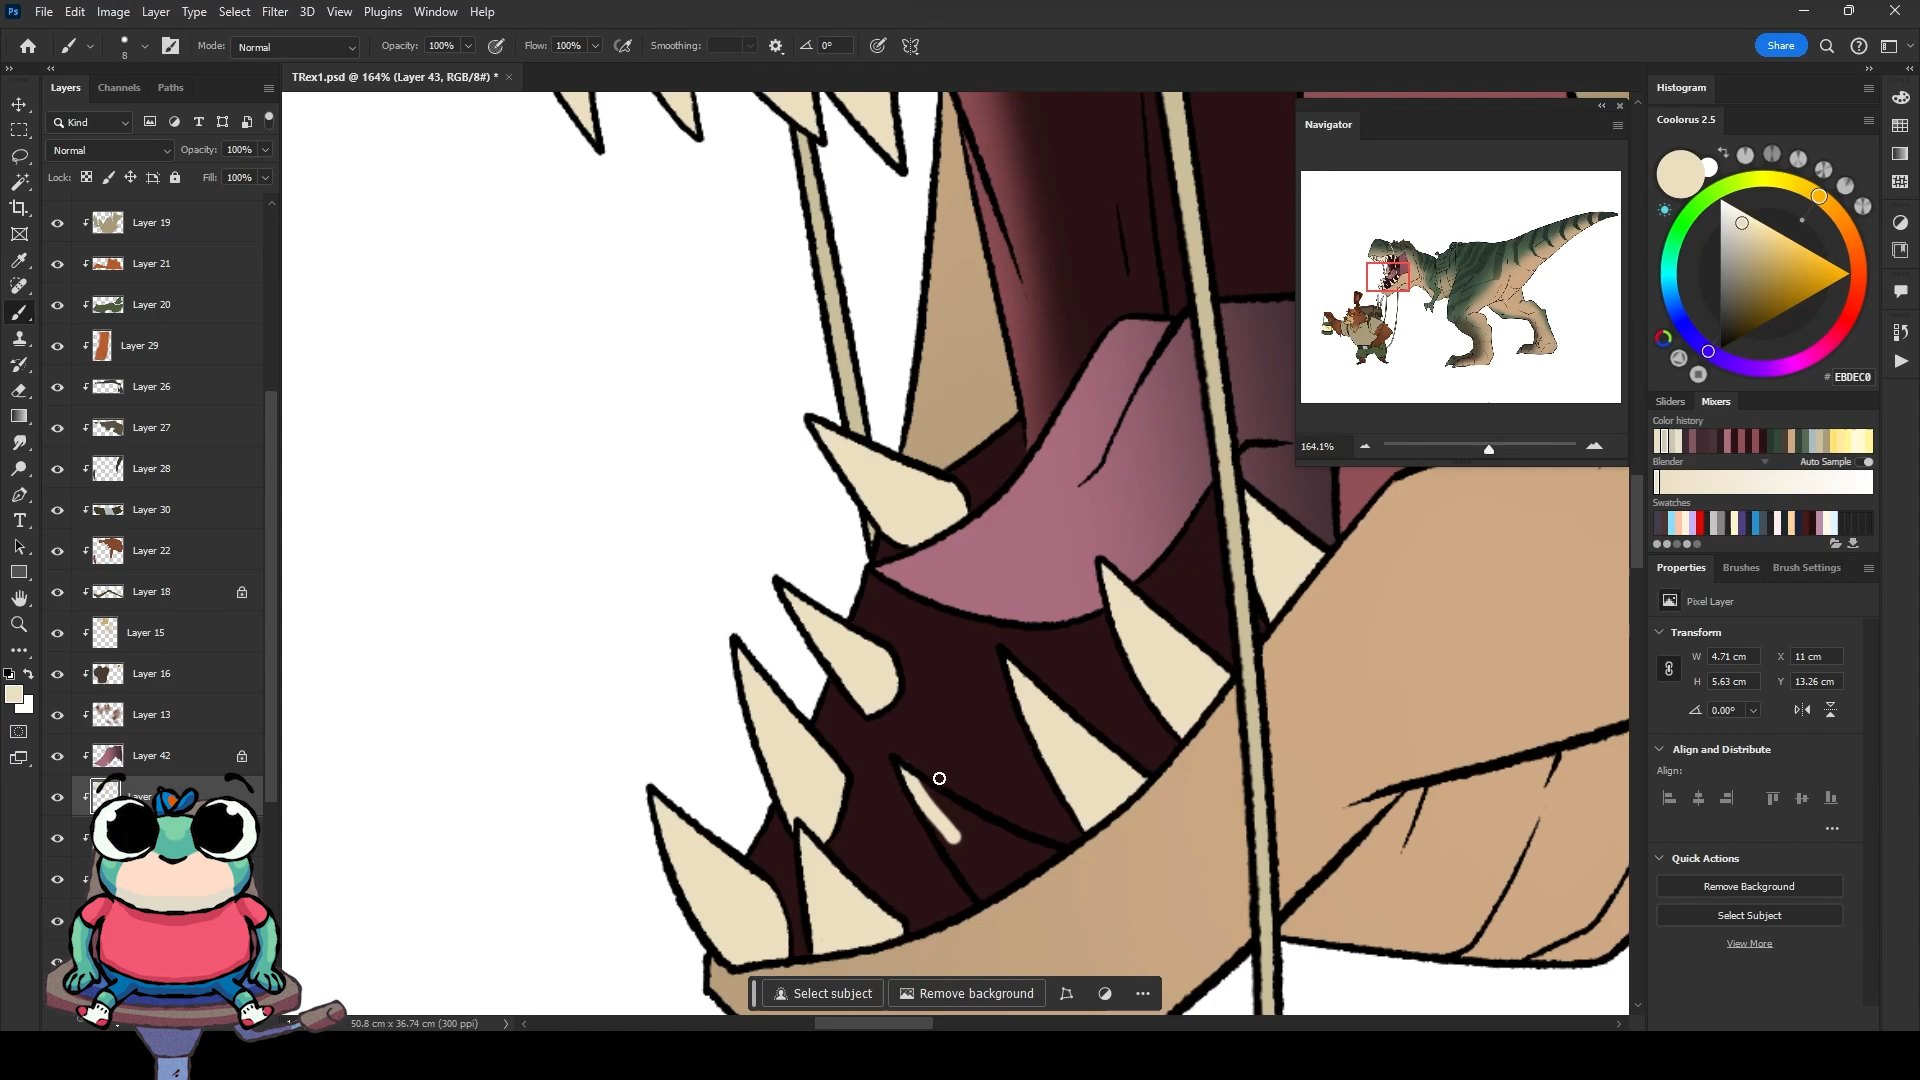 Ps File Edit Image Layer Type Select Filter 3D View Plugins Window Help
8 Mode: Normal Opacity: 100% Flow: 100% Smoothing: 0° Share
Layers Channels Paths
TRex1.psd @ 164% (Layer 43, RGB/8#) *
Kind
Normal Opacity: 100%
Lock: Fill: 100%
Layer 19
Layer 21
Layer 20
Layer 29
Layer 26
Layer 27
Layer 28
Layer 30
Layer 22
Layer 18
Layer 15
Layer 16
Layer 13
Layer 42
Layer
50.8 cm x 36.74 cm (300 ppi)
Select subject Remove background
Navigator
164.1%
Histogram
Coolorus 2.5
# EBDEC0
Sliders Mixers
Color history
Blender Auto Sample
Swatches
Properties Brushes Brush Settings
Pixel Layer
Transform
W 4.71 cm X 11 cm
H 5.63 cm Y 13.26 cm
0.00°
Align and Distribute
Align:
Quick Actions
Remove Background
Select Subject
View More